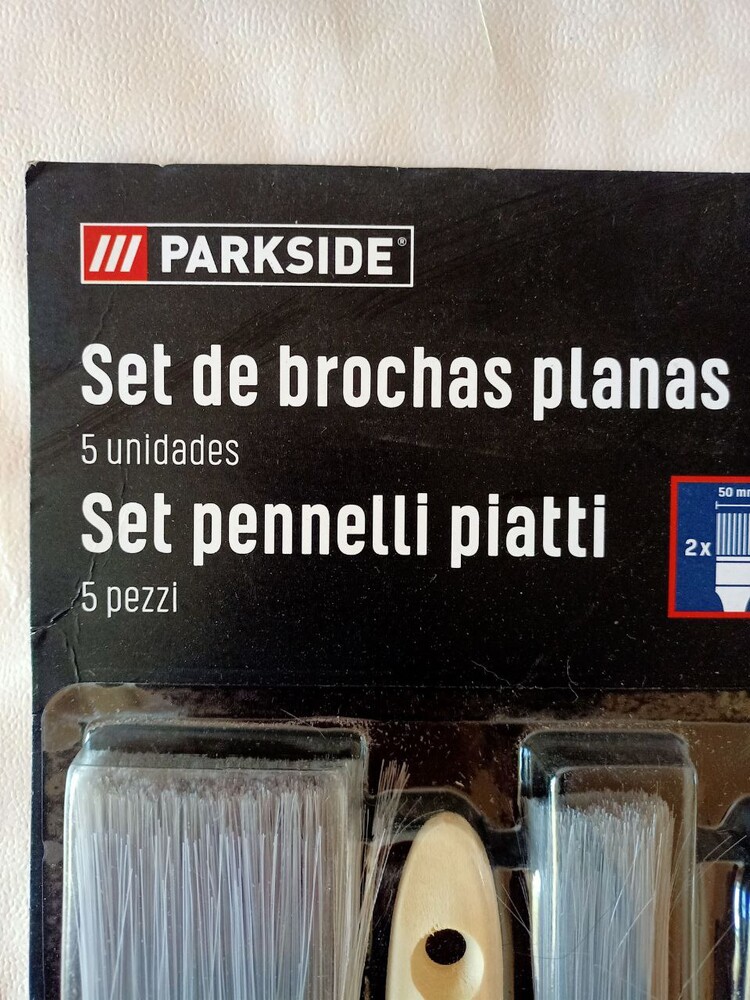 PARKSIDE®
Set de brochas planas
5 unidades
Set pennelli piatti
50 mm
2x
5 pezzi